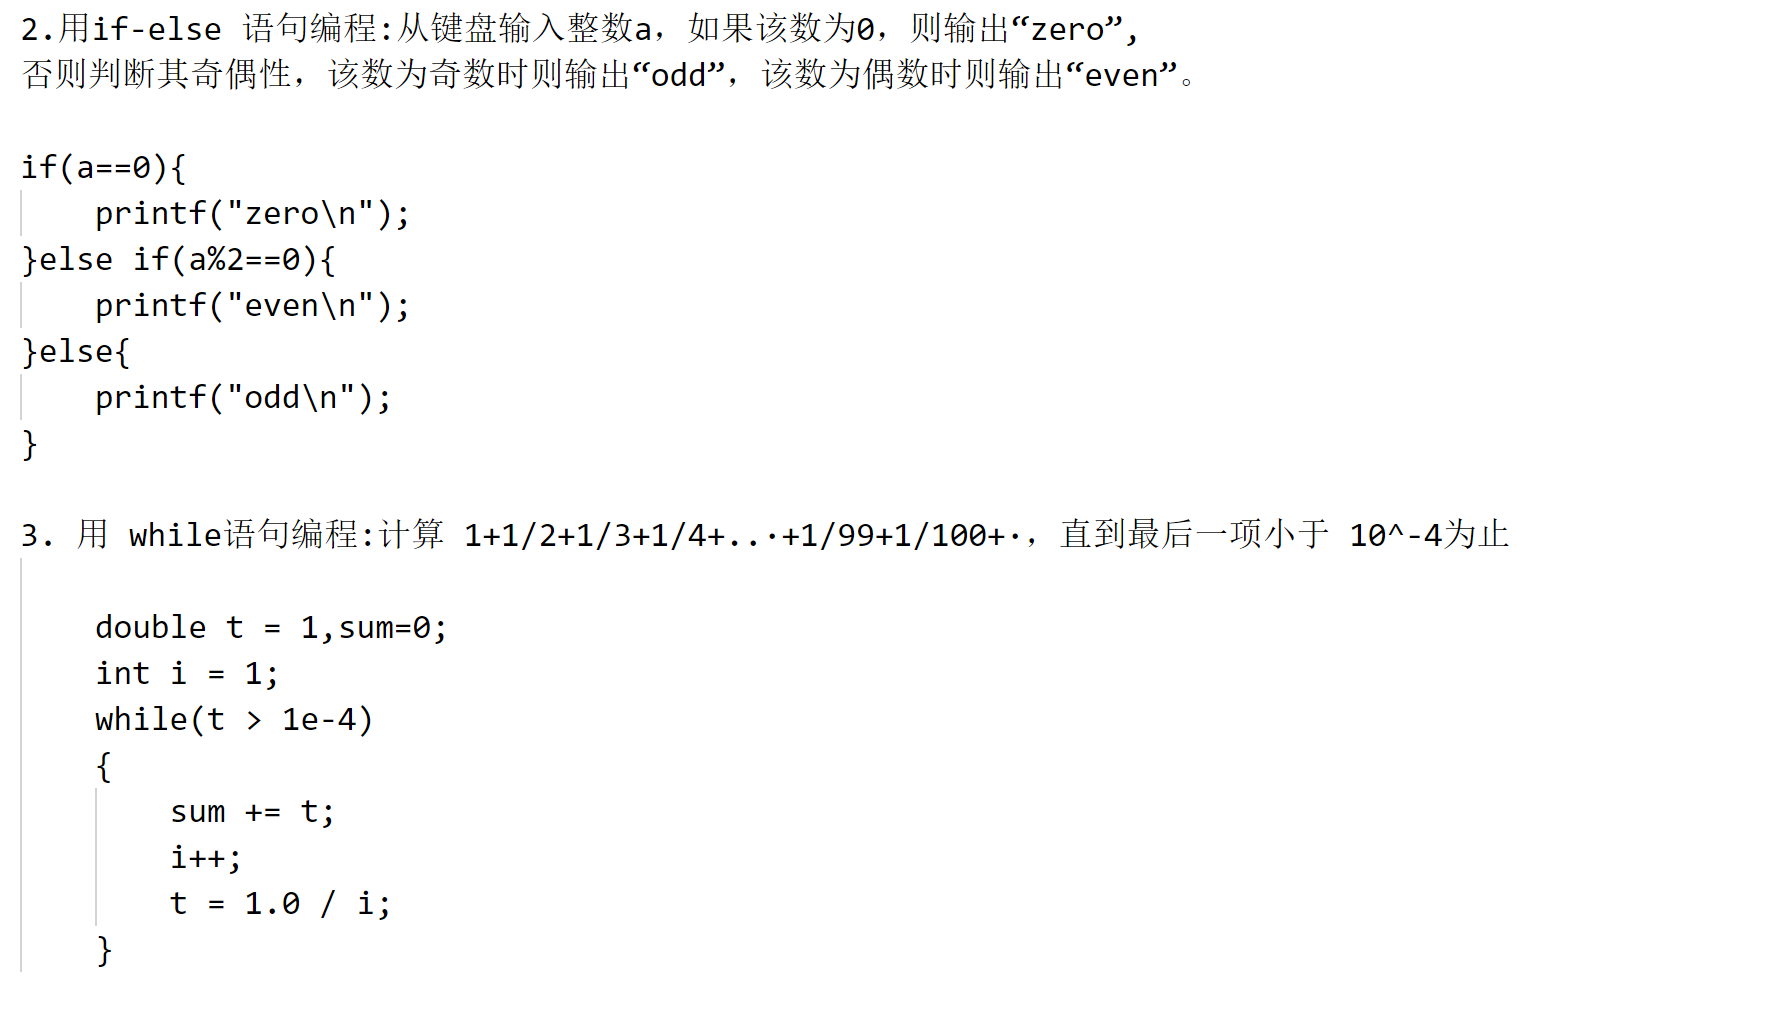 2.用if-else 语句编程:从键盘输入整数a，如果该数为0，则输出“zero”,
否则判断其奇偶性，该数为奇数时则输出“odd”，该数为偶数时则输出“even”。
if(a==0){
    printf("zero\n");
}else if(a%2==0){
    printf("even\n");
}else{
    printf("odd\n");
}
3. 用 while语句编程:计算 1+1/2+1/3+1/4+..·+1/99+1/100+·，直到最后一项小于 10^-4为止
    double t = 1,sum=0;
    int i = 1;
    while(t > 1e-4)
    {
        sum += t;
        i++;
        t = 1.0 / i;
    }